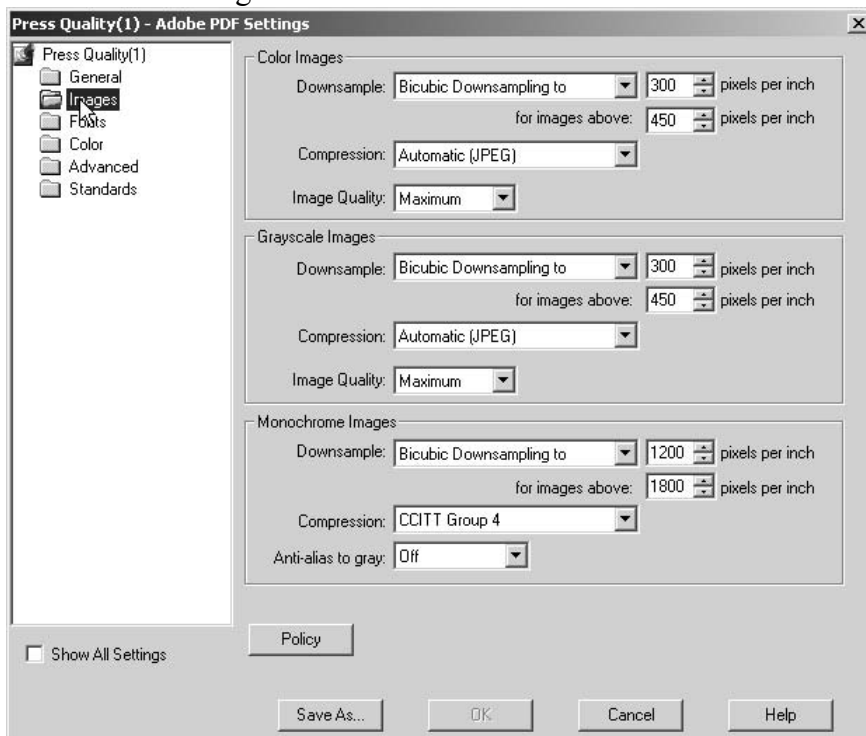 Press Quality(1) - Adobe PDF Settings
Press Quality(1)
General
Images
Fonts
Color
Advanced
Standards
Show All Settings
Color Images
Downsample: Bicubic Downsampling to 300 pixels per inch
for images above: 450 pixels per inch
Compression: Automatic (JPEG)
Image Quality: Maximum
Grayscale Images
Downsample: Bicubic Downsampling to 300 pixels per inch
for images above: 450 pixels per inch
Compression: Automatic (JPEG)
Image Quality: Maximum
Monochrome Images
Downsample: Bicubic Downsampling to 1200 pixels per inch
for images above: 1800 pixels per inch
Compression: CCITT Group 4
Anti-alias to gray: Off
Policy
Save As... OK Cancel Help